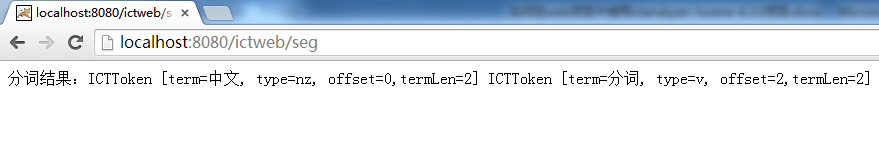 localhost:8080/ictweb/s
localhost:8080/ictweb/seg
分词结果: ICTToken [term=中文, type=nz, offset=0,termLen=2] ICTToken [term=分词, type=v, offset=2,termLen=2]